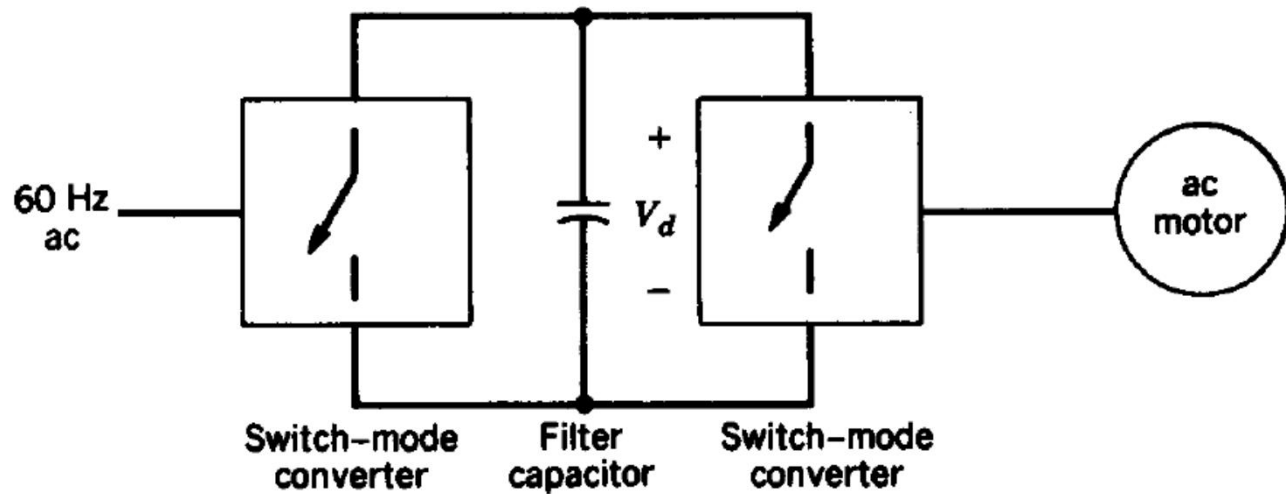 60 Hz
ac
+
V_d
−
ac
motor
Switch-mode
converter
Filter
capacitor
Switch-mode
converter